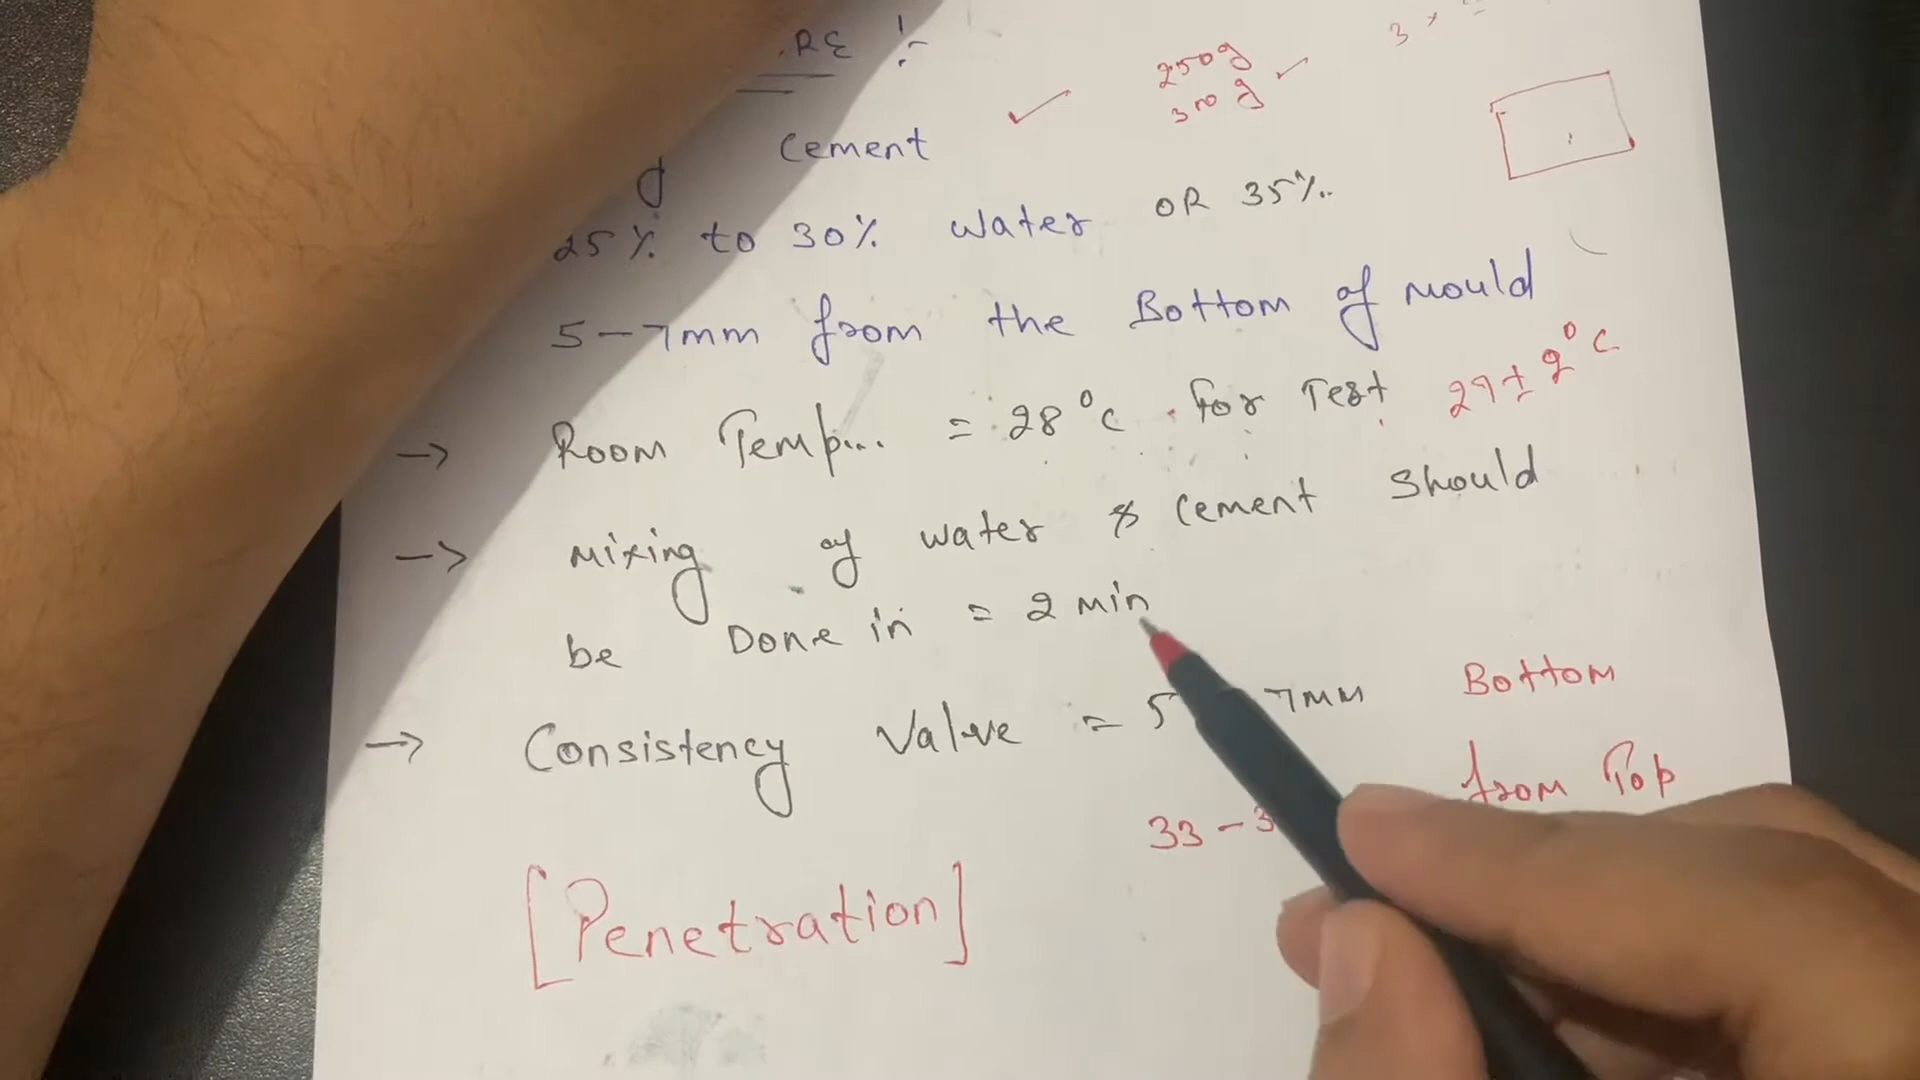 RE :-
250g
300 g
3 ×
g cement
25% to 30% water OR 35%.
5-7mm from the Bottom of mould
→ Room Temp... = 28°C for Test 27±2°C
→ mixing of water & cement should
be Done in = 2 min
→ Consistency Value = 5 7mm Bottom
33-3 from Top
[Penetration]